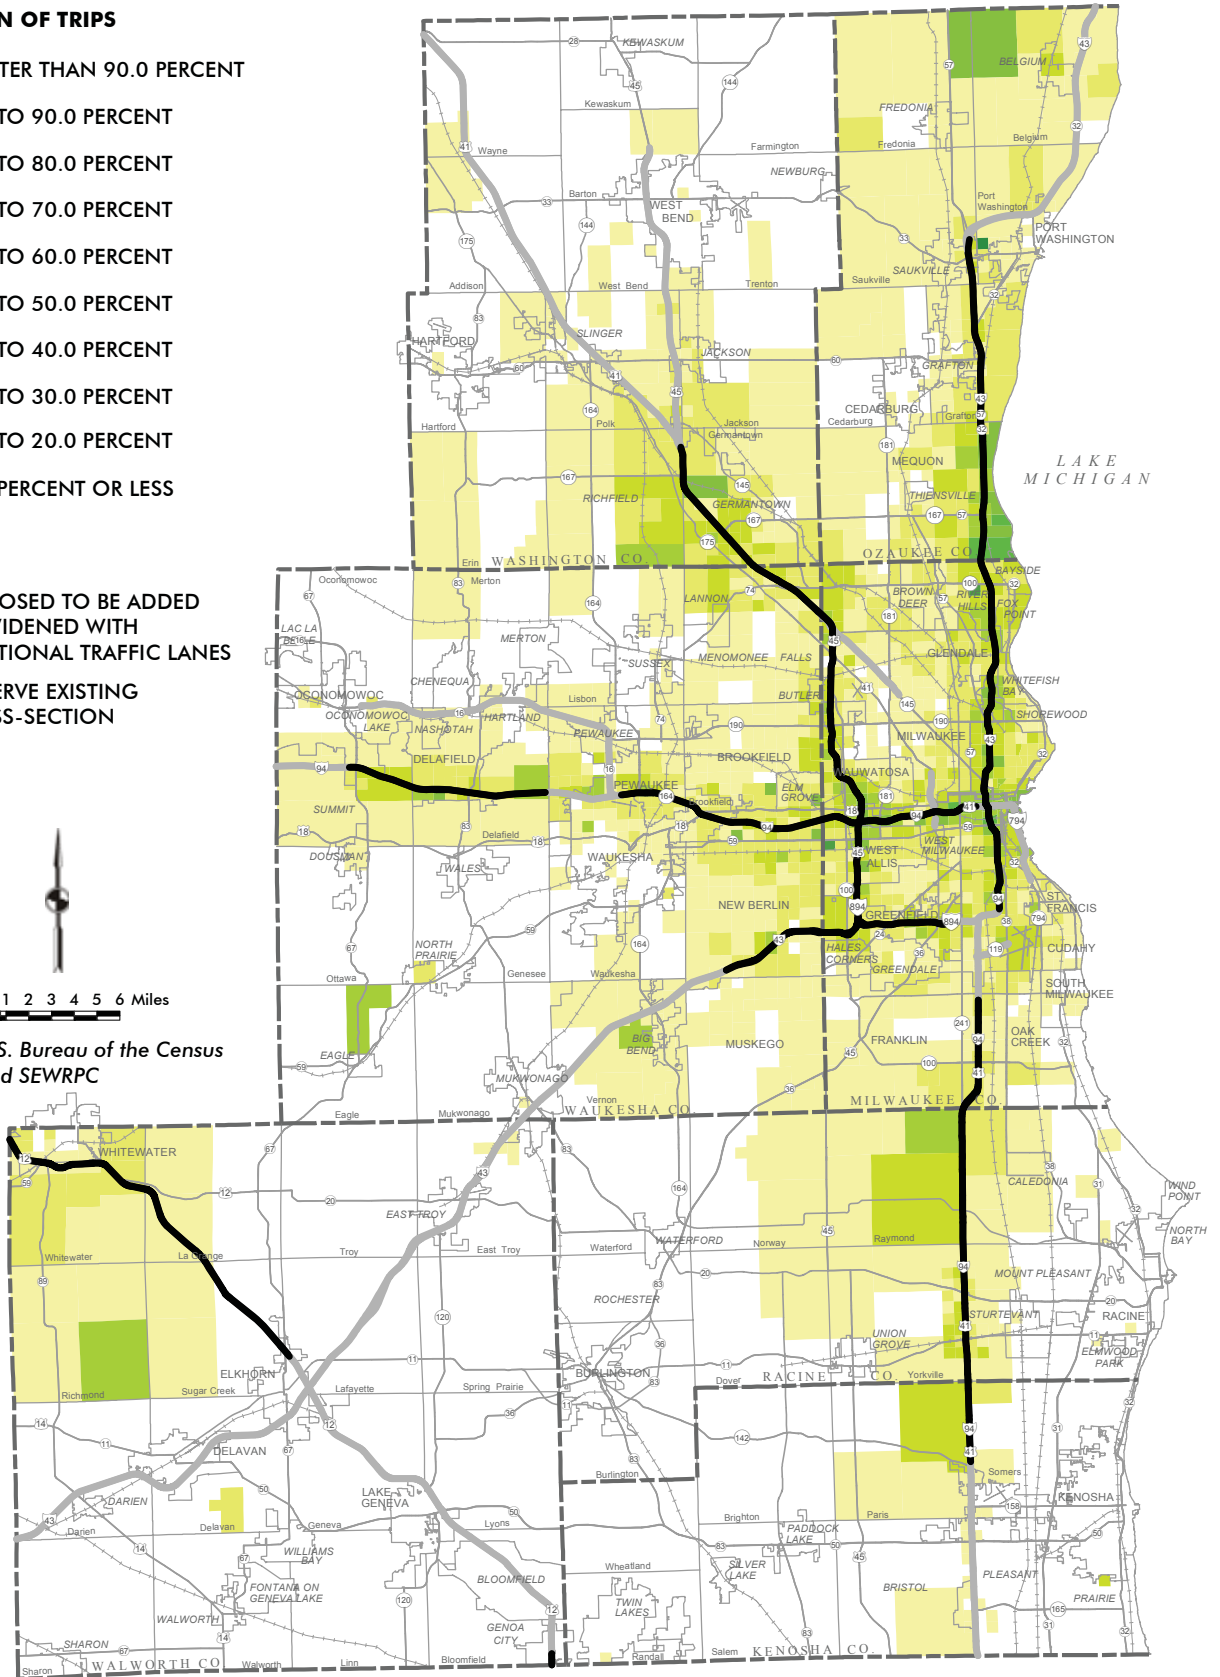 N OF TRIPS
TER THAN 90.0 PERCENT
TO 90.0 PERCENT
TO 80.0 PERCENT
TO 70.0 PERCENT
TO 60.0 PERCENT
TO 50.0 PERCENT
TO 40.0 PERCENT
TO 30.0 PERCENT
TO 20.0 PERCENT
PERCENT OR LESS
OSED TO BE ADDED
VIDENED WITH
TIONAL TRAFFIC LANES
ERVE EXISTING
SS-SECTION
1 2 3 4 5 6 Miles
S. Bureau of the Census
d SEWRPC
KEWASKUM
Kewaskum
Wayne
Barton
WEST
BEND
Farmington
NEWBURG
Addison
West Bend
Trenton
HARTFORD
SLINGER
JACKSON
Hartford
Polk
Jackson
Germantown
RICHFIELD
GERMANTOWN
Erin
WASHINGTON CO.
BELGIUM
FREDONIA
Fredonia
Belgium
Port
Washington
PORT
WASHINGTON
SAUKVILLE
Saukville
GRAFTON
CEDARBURG
Cedarburg
Grafton
MEQUON
THIENSVILLE
OZAUKEE CO.
LAKE
MICHIGAN
Oconomowoc
Merton
LAC LA
BELLE
MERTON
LANNON
SUSSEX
MENOMONEE FALLS
CHENEQUA
OCONOMOWOC
OCONOMOWOC
LAKE
NASHOTAH
HARTLAND
Lisbon
PEWAUKEE
BUTLER
DELAFIELD
PEWAUKEE
BROOKFIELD
Brookfield
ELM
GROVE
SUMMIT
Delafield
DOUSMAN
WALES
WAUKESHA
NEW BERLIN
NORTH
PRAIRIE
Ottawa
Genesee
Waukesha
EAGLE
BIG
BEND
MUSKEGO
MUKWONAGO
Vernon
Eagle
Mukwonago
WAUKESHA CO.
BAYSIDE
BROWN
DEER
RIVER
HILLS
FOX
POINT
GLENDALE
WHITEFISH
BAY
SHOREWOOD
MILWAUKEE
WAUWATOSA
WEST
MILWAUKEE
WEST
ALLIS
ST.
FRANCIS
GREENFIELD
HALES
CORNERS
GREENDALE
CUDAHY
SOUTH
MILWAUKEE
OAK
CREEK
FRANKLIN
MILWAUKEE CO.
WHITEWATER
Whitewater
La Grange
Troy
EAST TROY
East Troy
ELKHORN
Richmond
Sugar Creek
Lafayette
Spring Prairie
DELAVAN
DARIEN
Darien
Delavan
LAKE
GENEVA
Geneva
Lyons
WILLIAMS
BAY
FONTANA ON
GENEVA LAKE
BLOOMFIELD
WALWORTH
GENOA
CITY
SHARON
Sharon
WALWORTH CO.
Walworth
Linn
Bloomfield
CALEDONIA
WIND
POINT
NORTH
BAY
Waterford
WATERFORD
Norway
Raymond
ROCHESTER
MOUNT PLEASANT
STURTEVANT
RACINE
UNION
GROVE
ELMWOOD
PARK
BURLINGTON
Dover
RACINE CO.
Yorkville
Burlington
Somers
KENOSHA
Brighton
Paris
PADDOCK
LAKE
SILVER
LAKE
Wheatland
TWIN
LAKES
BRISTOL
PLEASANT
PRAIRIE
Randall
Salem
KENOSHA CO.